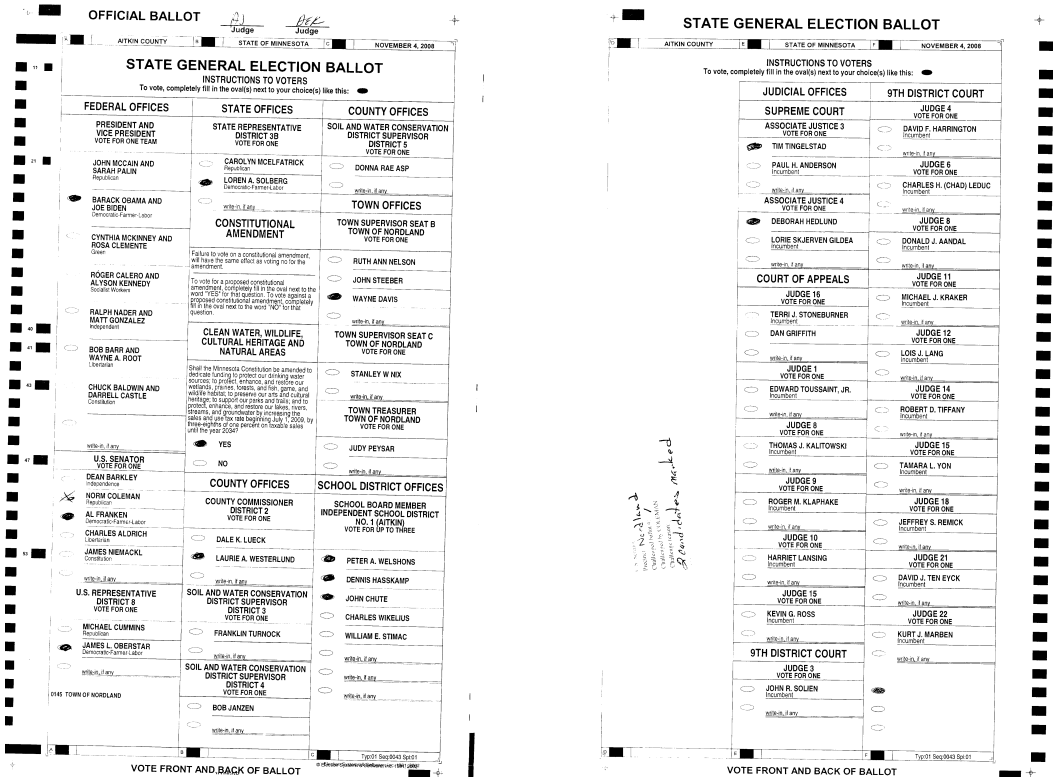 OFFICIAL BALLOT
Judge
Judge
AITKIN COUNTY
STATE OF MINNESOTA
NOVEMBER 4, 2008
STATE GENERAL ELECTION BALLOT
INSTRUCTIONS TO VOTERS
To vote, completely fill in the oval(s) next to your choice(s) like this:
FEDERAL OFFICES
PRESIDENT AND
VICE PRESIDENT
VOTE FOR ONE TEAM
JOHN MCCAIN AND
SARAH PALIN
Republican
BARACK OBAMA AND
JOE BIDEN
Democratic-Farmer-Labor
CYNTHIA MCKINNEY AND
ROSA CLEMENTE
Green
ROGER CALERO AND
ALYSON KENNEDY
Socialist Workers
RALPH NADER AND
MATT GONZALEZ
Independent
BOB BARR AND
WAYNE A. ROOT
Libertarian
CHUCK BALDWIN AND
DARRELL CASTLE
Constitution
write-in, if any
U.S. SENATOR
VOTE FOR ONE
DEAN BARKLEY
Independence
NORM COLEMAN
Republican
AL FRANKEN
Democratic-Farmer-Labor
CHARLES ALDRICH
Libertarian
JAMES NIEMACKL
Constitution
write-in, if any
U.S. REPRESENTATIVE
DISTRICT 8
VOTE FOR ONE
MICHAEL CUMMINS
Republican
JAMES L. OBERSTAR
Democratic-Farmer-Labor
write-in, if any
0145 TOWN OF NORDLAND
STATE OFFICES
STATE REPRESENTATIVE
DISTRICT 3B
VOTE FOR ONE
CAROLYN MCELFATRICK
Republican
LOREN A. SOLBERG
Democratic-Farmer-Labor
write-in, if any
CONSTITUTIONAL
AMENDMENT
Failure to vote on a constitutional amendment,
will have the same effect as voting no for the
amendment.
To vote for a proposed constitutional
amendment, completely fill in the oval next to the
word "YES" for that question. To vote against a
proposed constitutional amendment, completely
fill in the oval next to the word "NO" for that
question.
CLEAN WATER, WILDLIFE,
CULTURAL HERITAGE AND
NATURAL AREAS
Shall the Minnesota Constitution be amended to
dedicate funding to protect our drinking water
sources; to protect, enhance, and restore our
wetlands, prairies, forests, and fish, game, and
wildlife habitat; to preserve our arts and cultural
heritage; to support our parks and trails; and to
protect, enhance, and restore our lakes, rivers,
streams, and groundwater by increasing the
sales and use tax rate beginning July 1, 2009, by
three-eighths of one percent on taxable sales
until the year 2034?
YES
NO
COUNTY OFFICES
COUNTY COMMISSIONER
DISTRICT 2
VOTE FOR ONE
DALE K. LUECK
LAURIE A. WESTERLUND
write-in, if any
SOIL AND WATER CONSERVATION
DISTRICT SUPERVISOR
DISTRICT 3
VOTE FOR ONE
FRANKLIN TURNOCK
write-in, if any
SOIL AND WATER CONSERVATION
DISTRICT SUPERVISOR
DISTRICT 4
VOTE FOR ONE
BOB JANZEN
write-in, if any
COUNTY OFFICES
SOIL AND WATER CONSERVATION
DISTRICT SUPERVISOR
DISTRICT 5
VOTE FOR ONE
DONNA RAE ASP
write-in, if any
TOWN OFFICES
TOWN SUPERVISOR SEAT B
TOWN OF NORDLAND
VOTE FOR ONE
RUTH ANN NELSON
JOHN STEEBER
WAYNE DAVIS
write-in, if any
TOWN SUPERVISOR SEAT C
TOWN OF NORDLAND
VOTE FOR ONE
STANLEY W NIX
write-in, if any
TOWN TREASURER
TOWN OF NORDLAND
VOTE FOR ONE
JUDY PEYSAR
write-in, if any
SCHOOL DISTRICT OFFICES
SCHOOL BOARD MEMBER
INDEPENDENT SCHOOL DISTRICT
NO. 1 (AITKIN)
VOTE FOR UP TO THREE
PETER A. WELSHONS
DENNIS HASSKAMP
JOHN CHUTE
CHARLES WIKELIUS
WILLIAM E. STIMAC
write-in, if any
write-in, if any
write-in, if any
Typ:01 Seq:0043 Spl:01
VOTE FRONT AND BACK OF BALLOT
STATE GENERAL ELECTION BALLOT
AITKIN COUNTY
STATE OF MINNESOTA
NOVEMBER 4, 2008
INSTRUCTIONS TO VOTERS
To vote, completely fill in the oval(s) next to your choice(s) like this:
Nordland
2 candidates marked
JUDICIAL OFFICES
SUPREME COURT
ASSOCIATE JUSTICE 3
VOTE FOR ONE
TIM TINGELSTAD
PAUL H. ANDERSON
Incumbent
write-in, if any
ASSOCIATE JUSTICE 4
VOTE FOR ONE
DEBORAH HEDLUND
LORIE SKJERVEN GILDEA
Incumbent
write-in, if any
COURT OF APPEALS
JUDGE 16
VOTE FOR ONE
TERRI J. STONEBURNER
Incumbent
DAN GRIFFITH
write-in, if any
JUDGE 1
VOTE FOR ONE
EDWARD TOUSSAINT, JR.
Incumbent
write-in, if any
JUDGE 8
VOTE FOR ONE
THOMAS J. KALITOWSKI
Incumbent
write-in, if any
JUDGE 9
VOTE FOR ONE
ROGER M. KLAPHAKE
Incumbent
write-in, if any
JUDGE 10
VOTE FOR ONE
HARRIET LANSING
Incumbent
write-in, if any
JUDGE 15
VOTE FOR ONE
KEVIN G. ROSS
Incumbent
write-in, if any
9TH DISTRICT COURT
JUDGE 3
VOTE FOR ONE
JOHN R. SOLIEN
Incumbent
write-in, if any
9TH DISTRICT COURT
JUDGE 4
VOTE FOR ONE
DAVID F. HARRINGTON
Incumbent
write-in, if any
JUDGE 6
VOTE FOR ONE
CHARLES H. (CHAD) LEDUC
Incumbent
write-in, if any
JUDGE 8
VOTE FOR ONE
DONALD J. AANDAL
Incumbent
write-in, if any
JUDGE 11
VOTE FOR ONE
MICHAEL J. KRAKER
Incumbent
write-in, if any
JUDGE 12
VOTE FOR ONE
LOIS J. LANG
Incumbent
write-in, if any
JUDGE 14
VOTE FOR ONE
ROBERT D. TIFFANY
Incumbent
write-in, if any
JUDGE 15
VOTE FOR ONE
TAMARA L. YON
Incumbent
write-in, if any
JUDGE 18
VOTE FOR ONE
JEFFREY S. REMICK
Incumbent
write-in, if any
JUDGE 21
VOTE FOR ONE
DAVID J. TEN EYCK
Incumbent
write-in, if any
JUDGE 22
VOTE FOR ONE
KURT J. MARBEN
Incumbent
write-in, if any
Typ:01 Seq:0043 Spl:01
VOTE FRONT AND BACK OF BALLOT